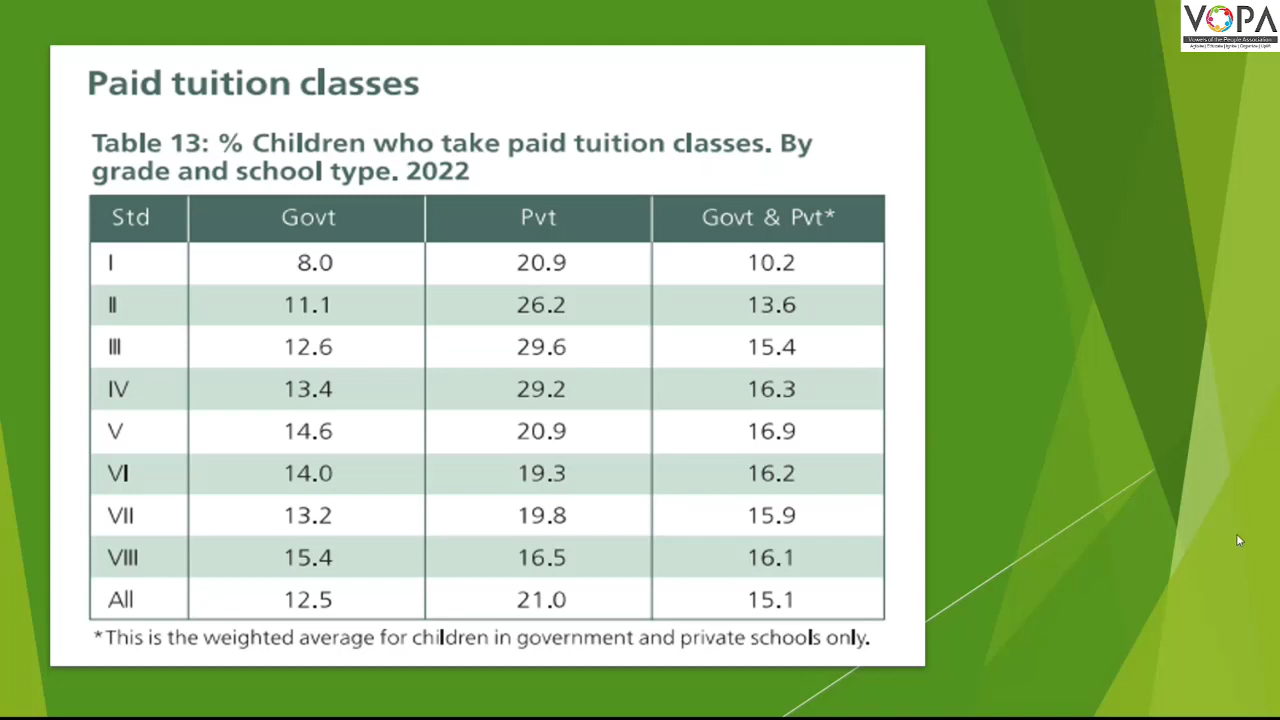 VOPA
Vowels of the People Association
Paid tuition classes
Table 13: % Children who take paid tuition classes. By
grade and school type. 2022
Std Govt Pvt Govt & Pvt*
I 8.0 20.9 10.2
II 11.1 26.2 13.6
III 12.6 29.6 15.4
IV 13.4 29.2 16.3
V 14.6 20.9 16.9
VI 14.0 19.3 16.2
VII 13.2 19.8 15.9
VIII 15.4 16.5 16.1
All 12.5 21.0 15.1
*This is the weighted average for children in government and private schools only.